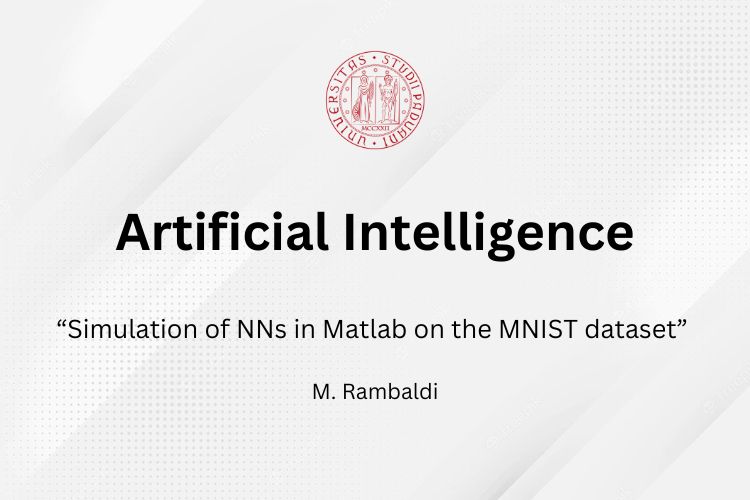 UNIVERSITAS • STUDII PADUANI •
MCCXXII
Artificial Intelligence
“Simulation of NNs in Matlab on the MNIST dataset”
M. Rambaldi